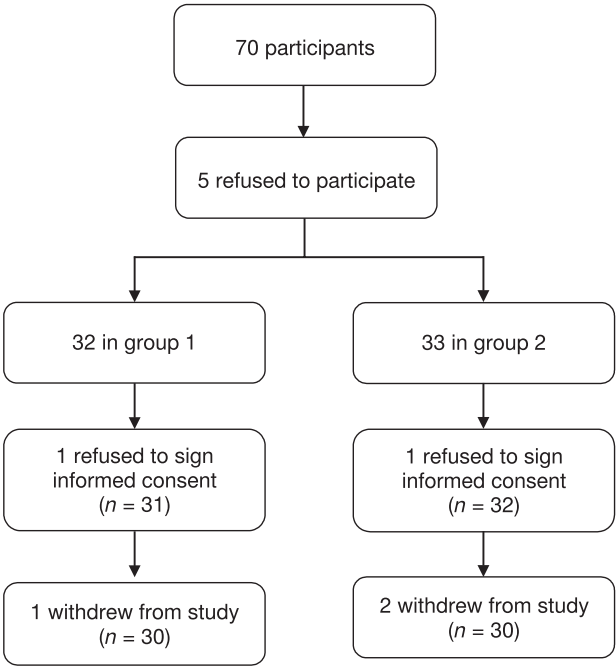 70 participants
5 refused to participate
32 in group 1
33 in group 2
1 refused to sign
informed consent
(n = 31)
1 refused to sign
informed consent
(n = 32)
1 withdrew from study
(n = 30)
2 withdrew from study
(n = 30)